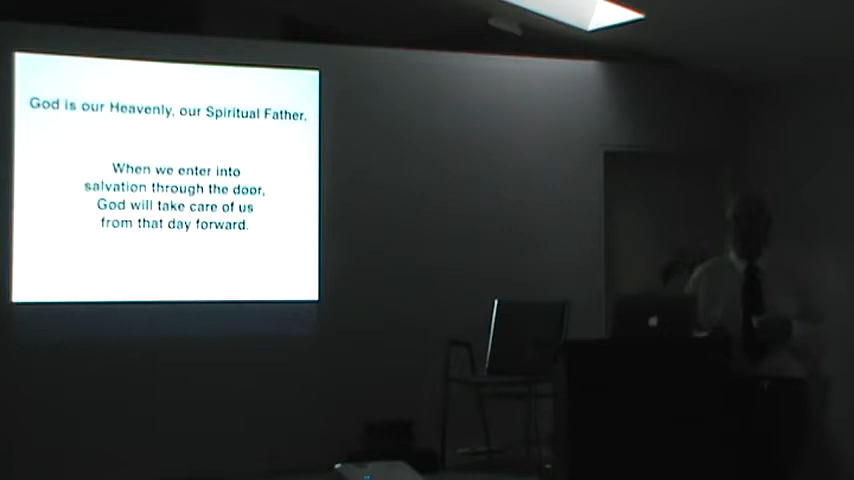 God is our Heavenly, our Spiritual Father.
When we enter into
salvation through the door,
God will take care of us
from that day forward.